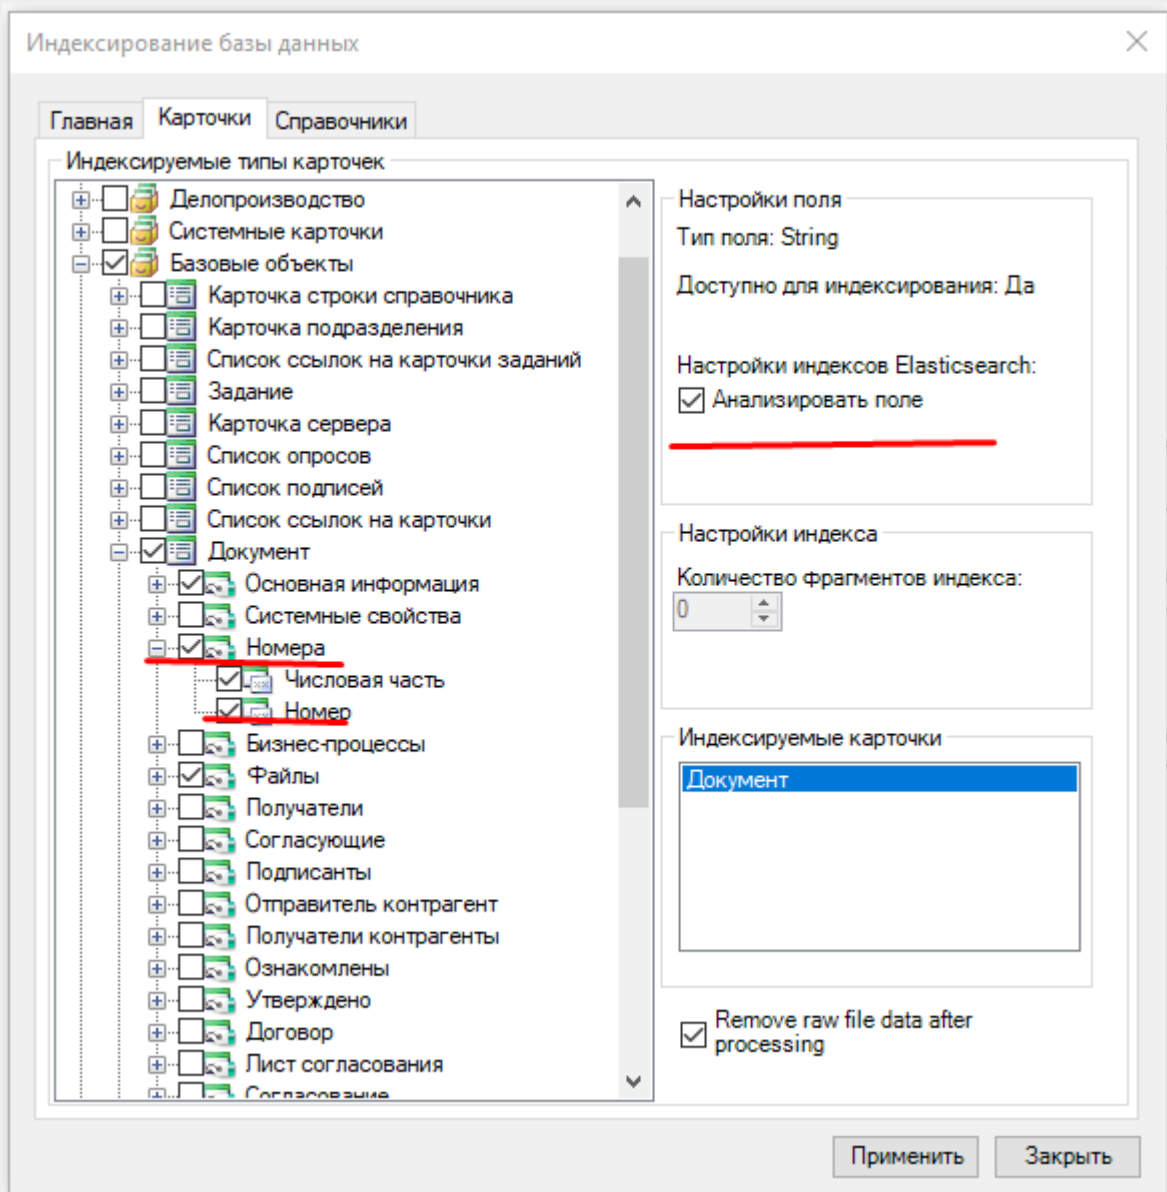 Индексирование базы данных
Главная
Карточки
Справочники
Индексируемые типы карточек
Делопроизводство
Системные карточки
Базовые объекты
Карточка строки справочника
Карточка подразделения
Список ссылок на карточки заданий
Задание
Карточка сервера
Список опросов
Список подписей
Список ссылок на карточки
Документ
Основная информация
Системные свойства
Номера
Числовая часть
Номер
Бизнес-процессы
Файлы
Получатели
Согласующие
Подписанты
Отправитель контрагент
Получатели контрагенты
Ознакомлены
Утверждено
Договор
Лист согласования
Согласование
Настройки поля
Тип поля: String
Доступно для индексирования: Да
Настройки индексов Elasticsearch:
Анализировать поле
Настройки индекса
Количество фрагментов индекса:
0
Индексируемые карточки
Документ
Remove raw file data after
processing
Применить
Закрыть